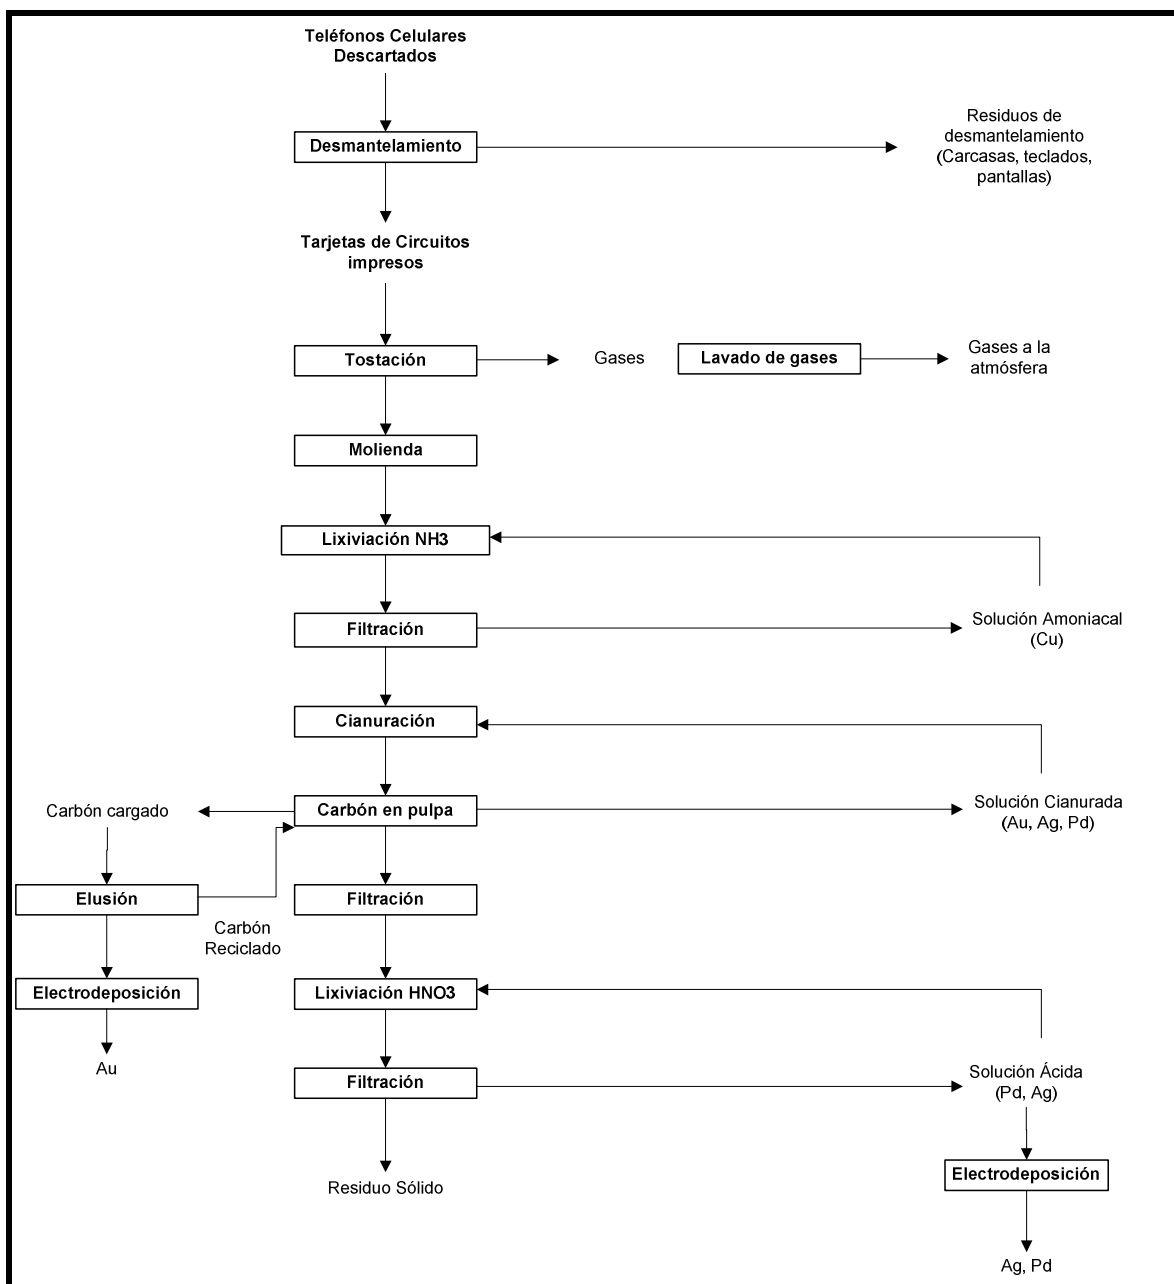 Teléfonos Celulares
Descartados
Desmantelamiento
Residuos de
desmantelamiento
(Carcasas, teclados,
pantallas)
Tarjetas de Circuitos
impresos
Tostación
Gases
Lavado de gases
Gases a la
atmósfera
Molienda
Lixiviación NH3
Filtración
Solución Amoniacal
(Cu)
Cianuración
Carbón cargado
Carbón en pulpa
Solución Cianurada
(Au, Ag, Pd)
Elusión
Filtración
Carbón
Reciclado
Electrodeposición
Lixiviación HNO3
Au
Filtración
Solución Ácida
(Pd, Ag)
Residuo Sólido
Electrodeposición
Ag, Pd